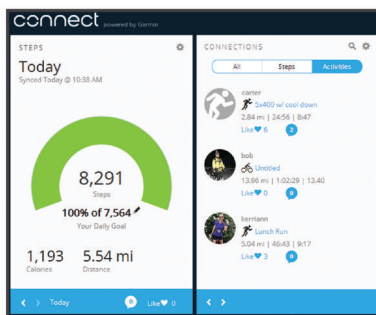 connect powered by Garmin
STEPS
Today
Synced Today @ 10:38 AM
8,291
Steps
100% of 7,564
Your Daily Goal
1,193
Calories
5.54 mi
Distance
Today
0
Like 0
CONNECTIONS
All Steps Activities
carter
5x400 w/ cool down
2.84 mi | 24:56 | 8:47
Like 6 2
bob
Untitled
13.86 mi | 1:02:29 | 13.40
Like 0 0
kerriann
Lunch Run
5.04 mi | 46:43 | 9:17
Like 3 0